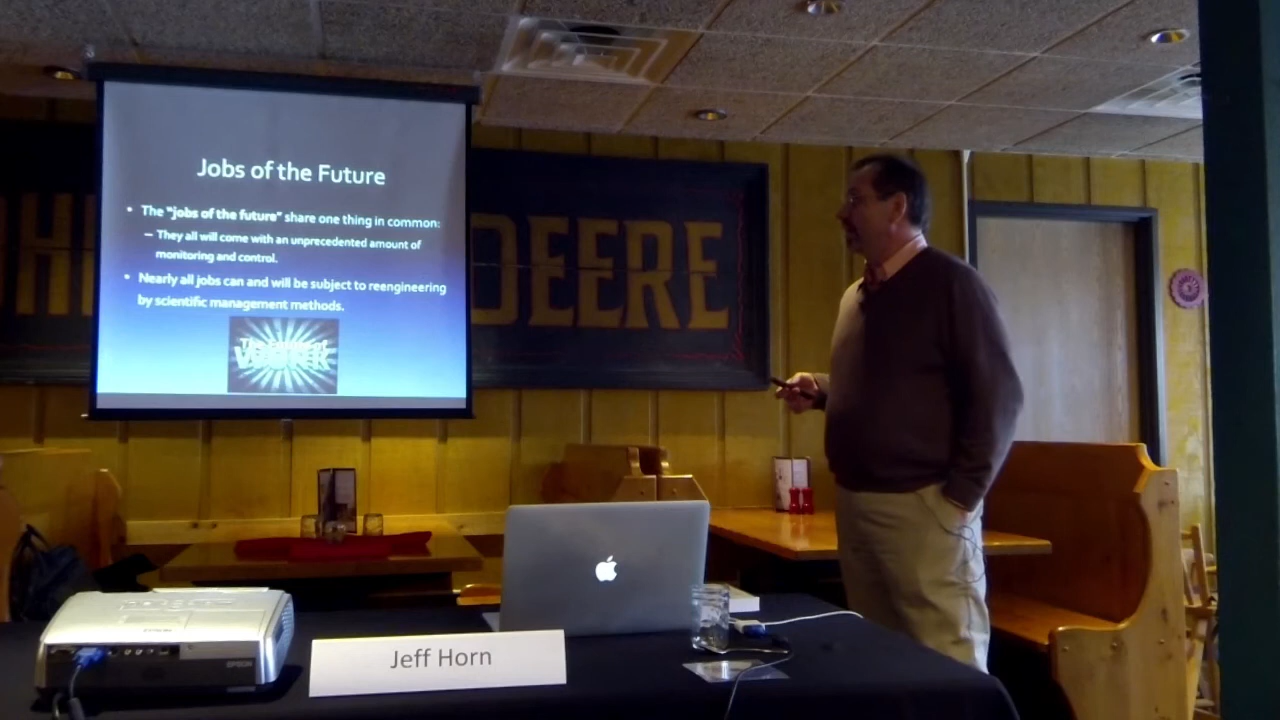 Jobs of the Future
• The "jobs of the future" share one thing in common:
– They all will come with an unprecedented amount of
monitoring and control.
• Nearly all jobs can and will be subject to reengineering
by scientific management methods.
WORK
DEERE
EPSON
Jeff Horn